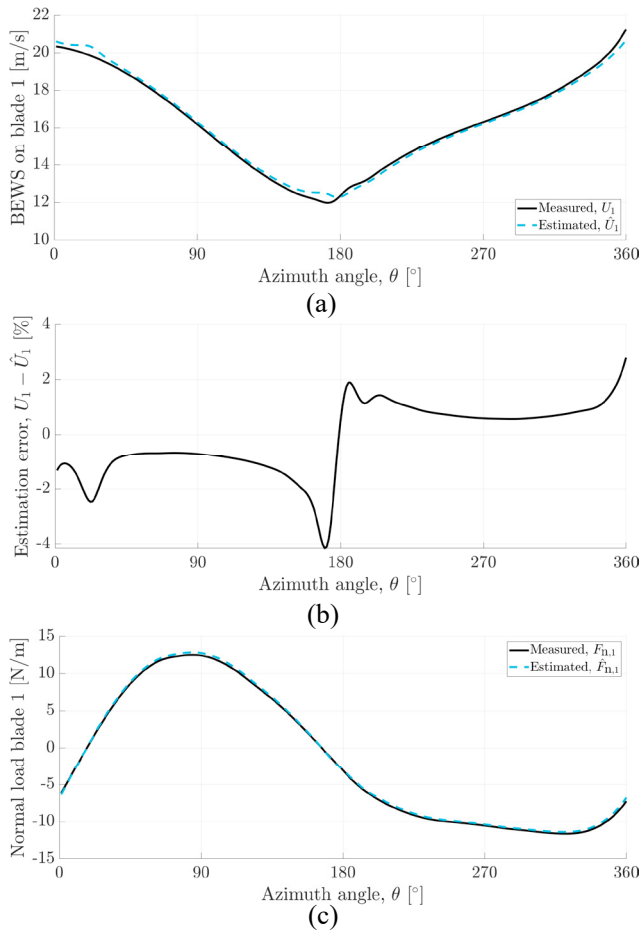 22
20
18
16
14
12
10
BEWS on blade 1 [m/s]
Measured, U₁
Estimated, Û₁
0 90 180 270 360
Azimuth angle, θ [°]
(a)
4
2
0
-2
-4
Estimation error, U₁ − Û₁ [%]
0 90 180 270 360
Azimuth angle, θ [°]
(b)
15
10
5
0
-5
-10
-15
Normal load blade 1 [N/m]
Measured, Fn,1
Estimated, F̂n,1
0 90 180 270 360
Azimuth angle, θ [°]
(c)